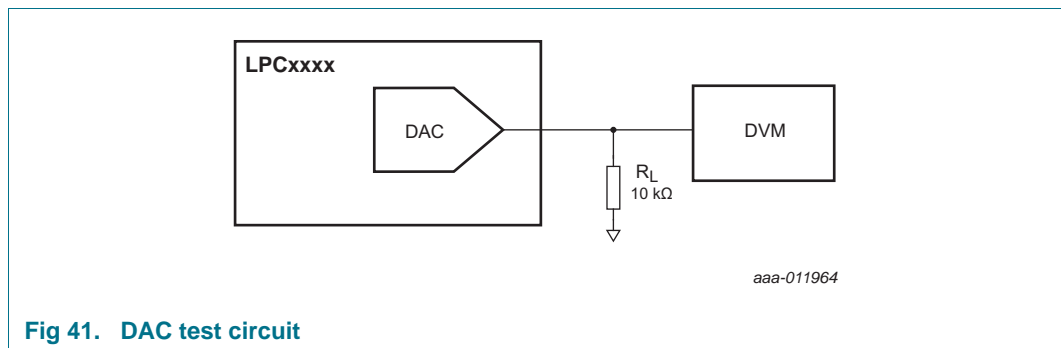 LPCxxxx
DAC
DVM
RL
10 kΩ
aaa-011964
Fig 41. DAC test circuit